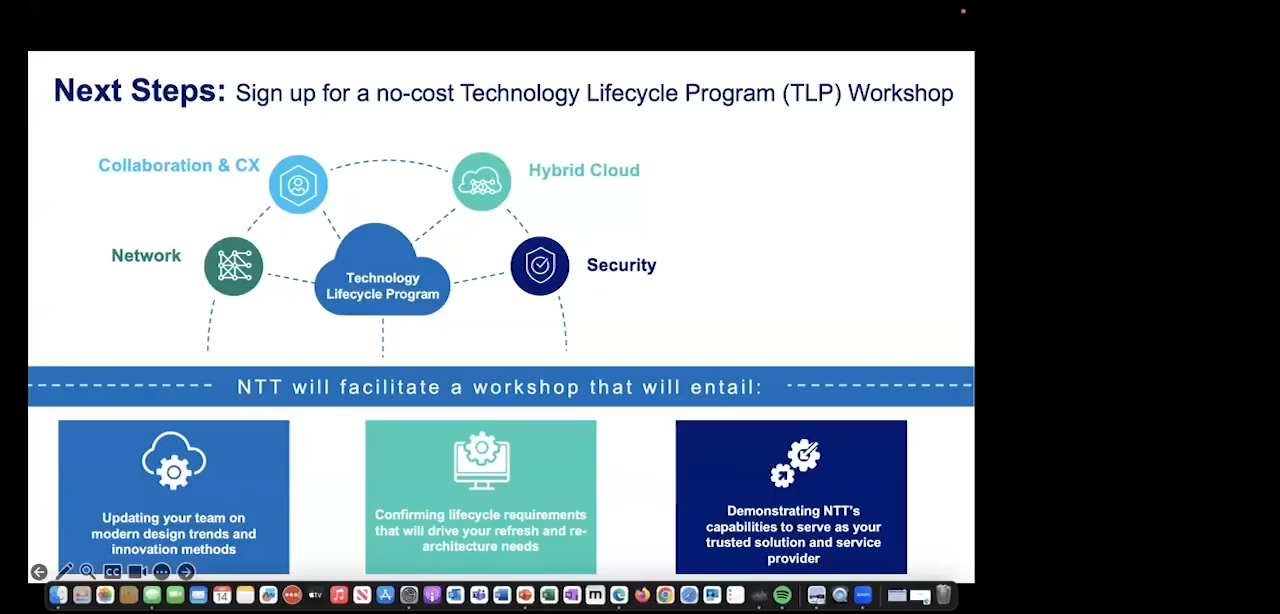 Next Steps: Sign up for a no-cost Technology Lifecycle Program (TLP) Workshop
Collaboration & CX
Hybrid Cloud
Network
Security
Technology
Lifecycle Program
NTT will facilitate a workshop that will entail:
Updating your team on
modern design trends and
innovation methods
Confirming lifecycle requirements
that will drive your refresh and re-
architecture needs
Demonstrating NTT's
capabilities to serve as your
trusted solution and service
provider
CC
14
tv